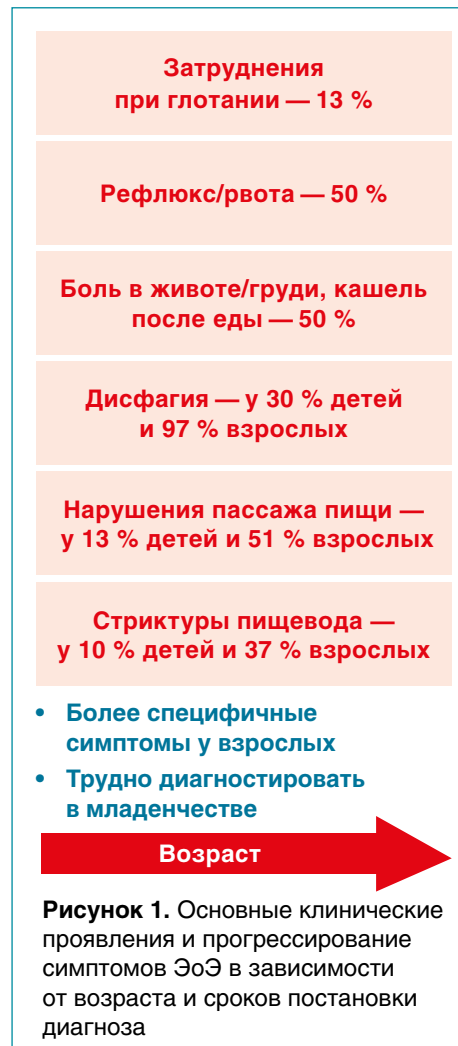 Затруднения
при глотании — 13 %
Рефлюкс/рвота — 50 %
Боль в животе/груди, кашель
после еды — 50 %
Дисфагия — у 30 % детей
и 97 % взрослых
Нарушения пассажа пищи —
у 13 % детей и 51 % взрослых
Стриктуры пищевода —
у 10 % детей и 37 % взрослых
• Более специфичные
симптомы у взрослых
• Трудно диагностировать
в младенчестве
Возраст
Рисунок 1. Основные клинические
проявления и прогрессирование
симптомов ЭоЭ в зависимости
от возраста и сроков постановки
диагноза